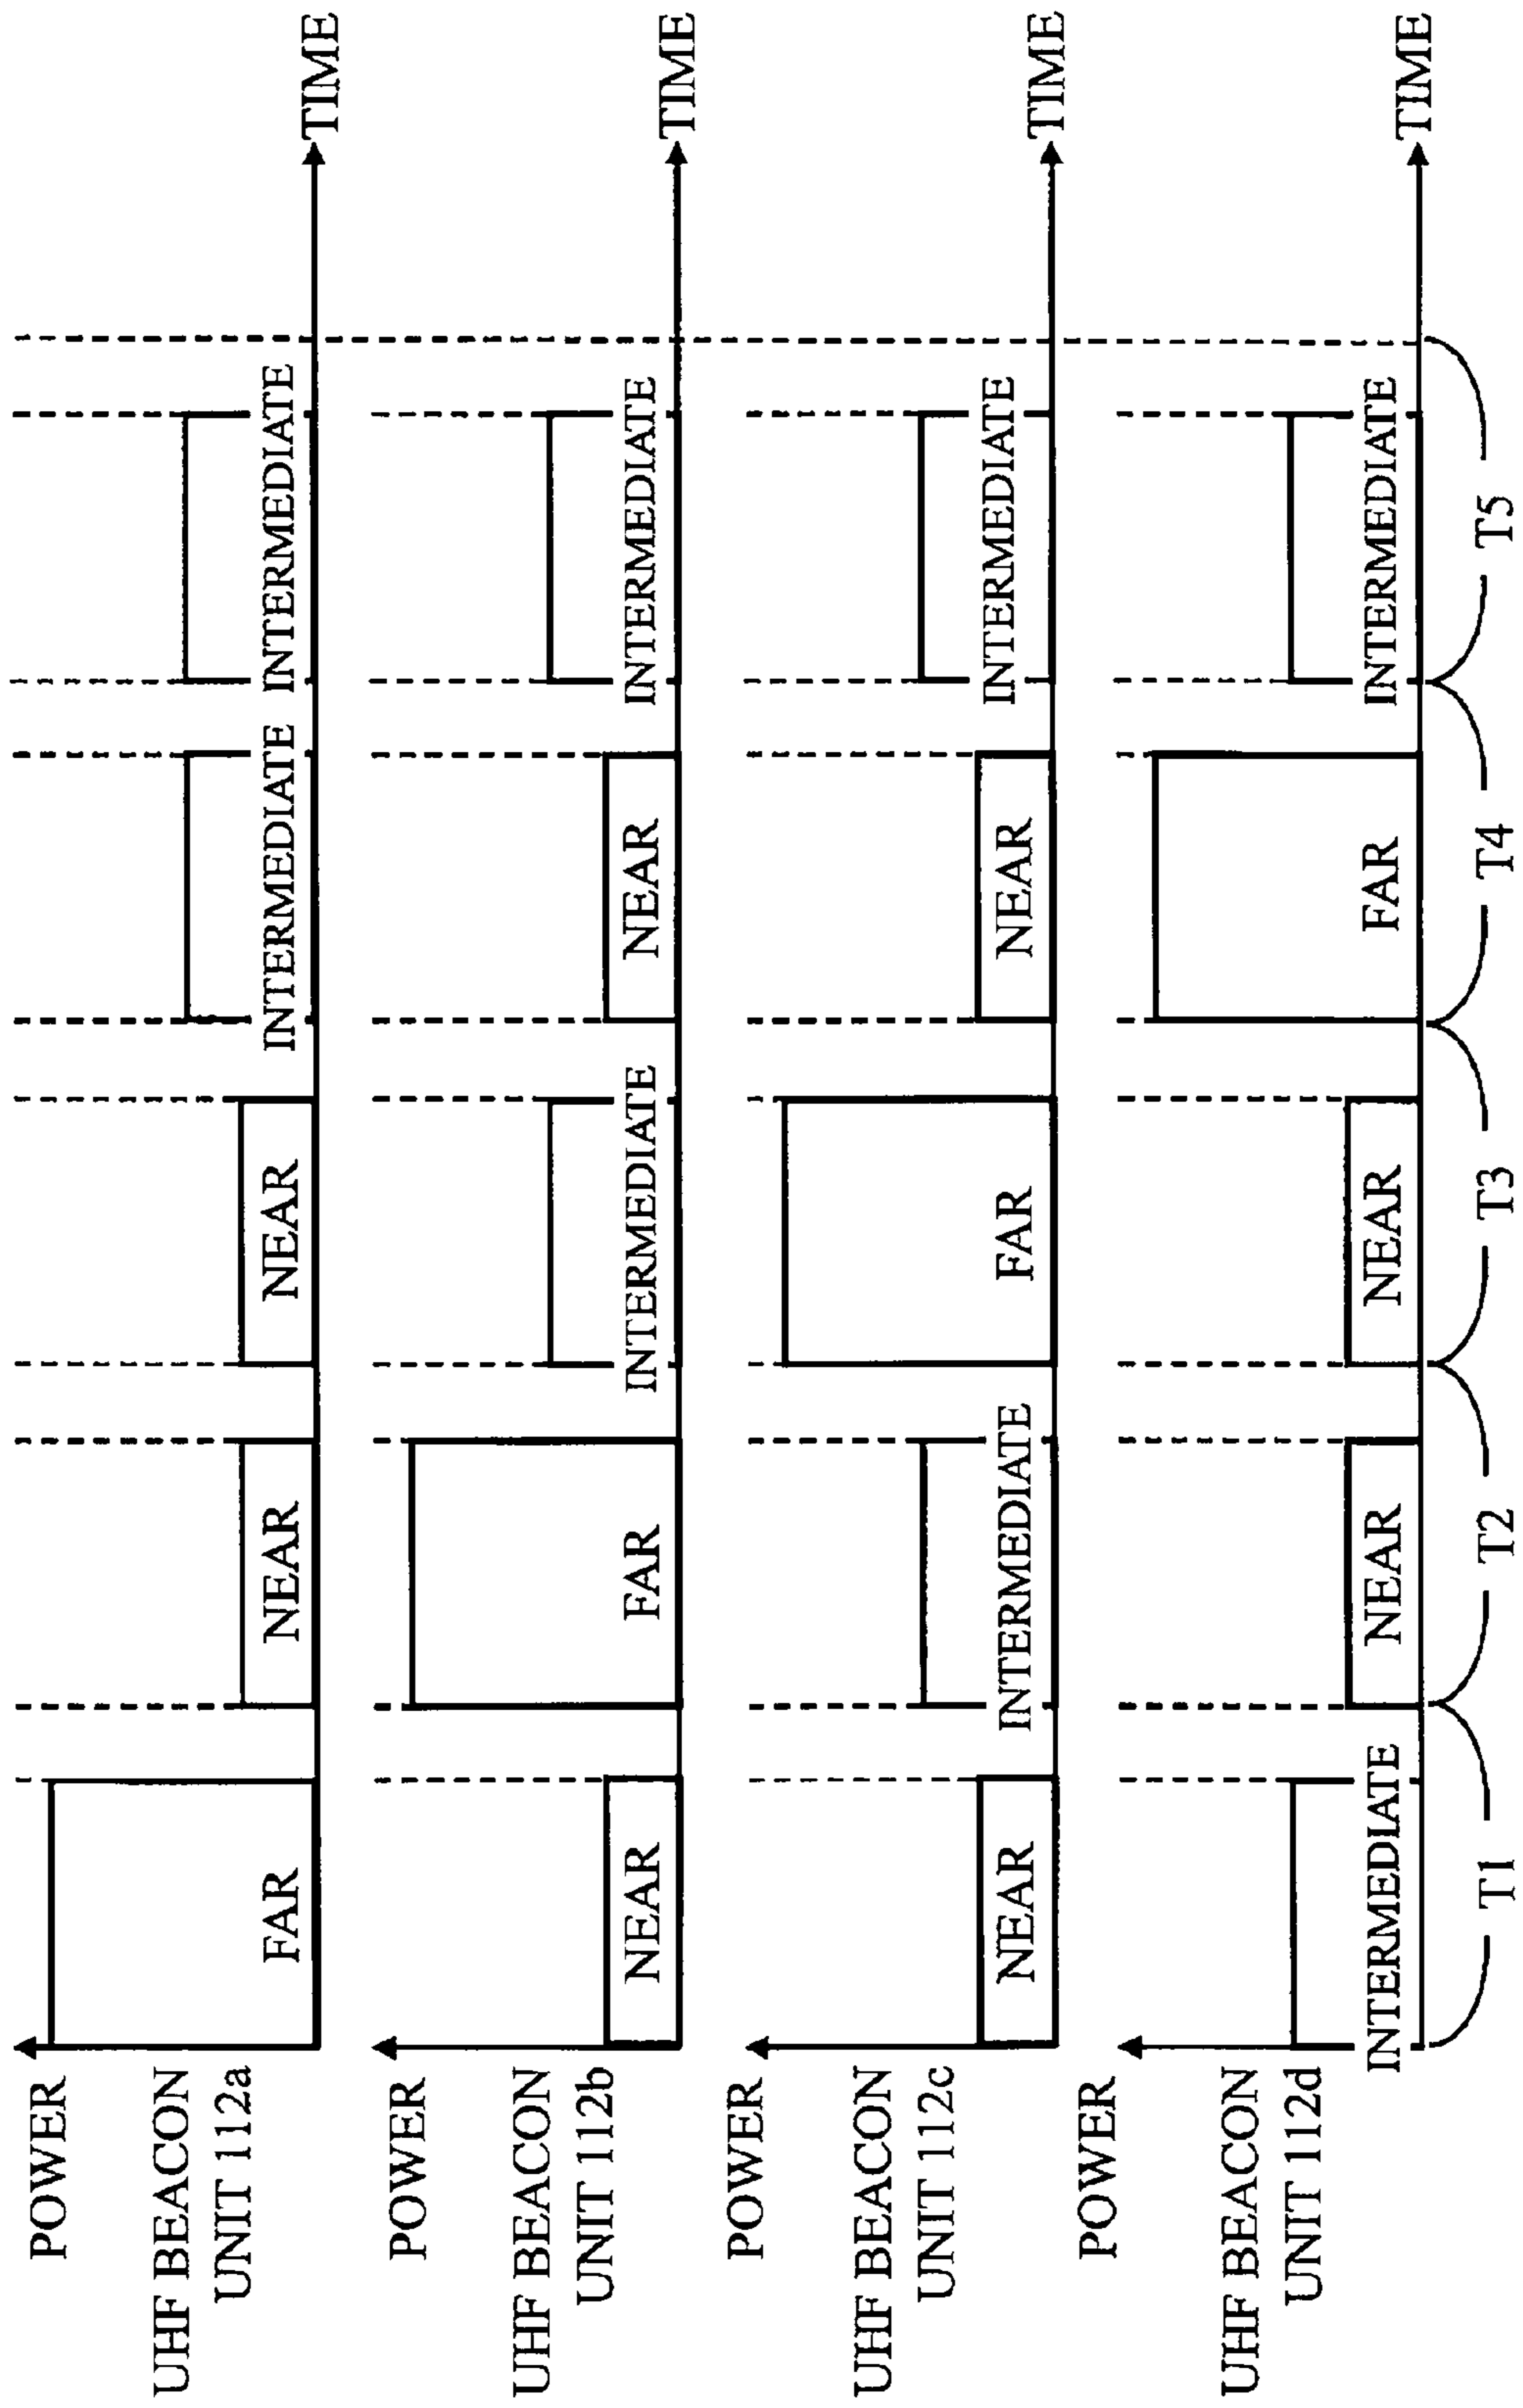 POWER
UHF BEACON
UNIT 112a
FAR
NEAR
NEAR
INTERMEDIATE
INTERMEDIATE
TIME
POWER
UHF BEACON
UNIT 112b
NEAR
FAR
INTERMEDIATE
NEAR
INTERMEDIATE
TIME
POWER
UHF BEACON
UNIT 112c
NEAR
INTERMEDIATE
FAR
NEAR
INTERMEDIATE
TIME
POWER
UHF BEACON
UNIT 112d
INTERMEDIATE
NEAR
NEAR
FAR
INTERMEDIATE
TIME
T1
T2
T3
T4
T5